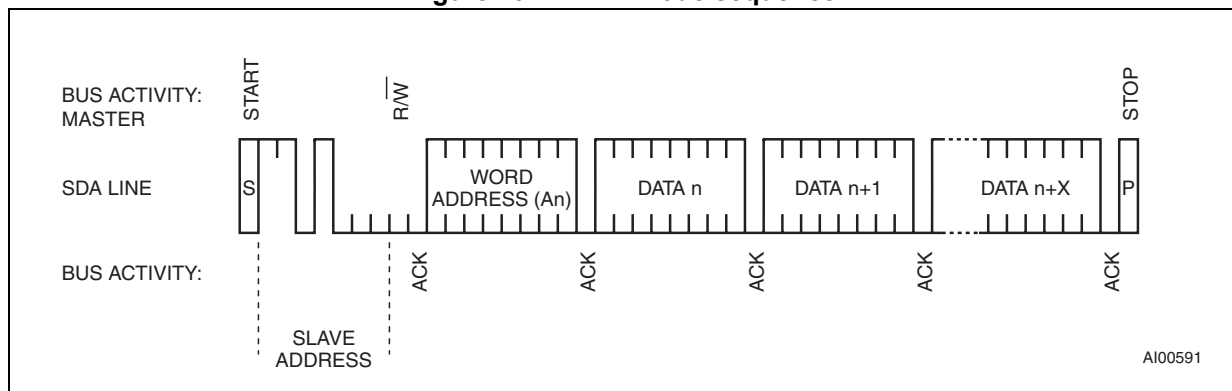 BUS ACTIVITY:
MASTER
START
R/W
STOP
SDA LINE
S
WORD
ADDRESS (An)
DATA n
DATA n+1
DATA n+X
P
BUS ACTIVITY:
ACK
ACK
ACK
ACK
ACK
SLAVE
ADDRESS
AI00591